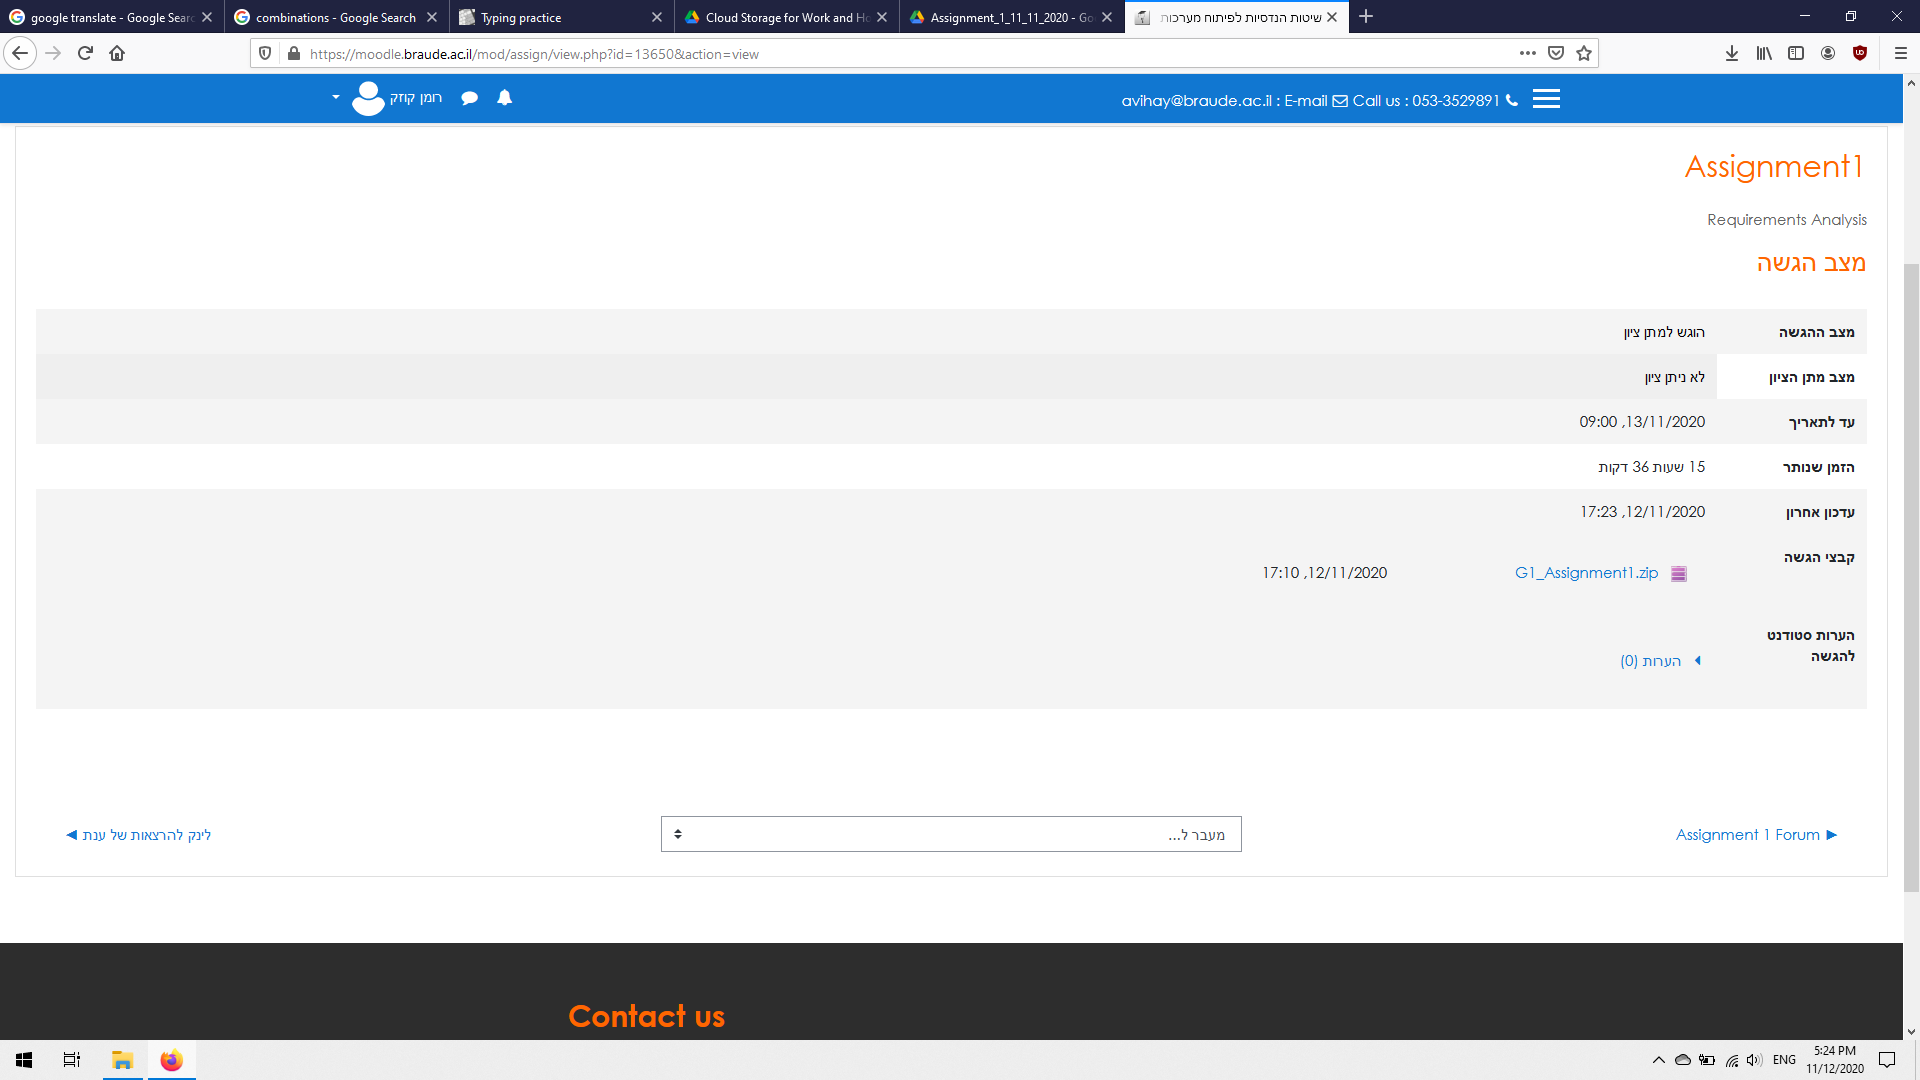 google translate - Google Searc
combinations - Google Search
Typing practice
Cloud Storage for Work and Ho
Assignment_1_11_11_2020 - Go
שיטות הנדסיות לפיתוח מערכות
https://moodle.braude.ac.il/mod/assign/view.php?id=13650&action=view
רומן קוזק
avihay@braude.ac.il : E-mail Call us : 053-3529891
Assignment1
Requirements Analysis
מצב הגשה
מצב ההגשה הוגש למתן ציון
מצב מתן הציון לא ניתן ציון
עד לתאריך 13/11/2020, 09:00
הזמן שנותר 15 שעות 36 דקות
עדכון אחרון 12/11/2020, 17:23
קבצי הגשה
G1_Assignment1.zip 12/11/2020, 17:10
הערות סטודנט
להגשה
הערות (0)
Assignment 1 Forum ►
מעבר ל...
לינק להרצאות של ענת ◄
Contact us
ENG
5:24 PM
11/12/2020